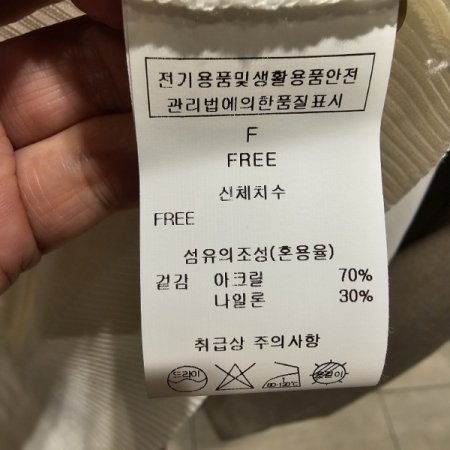 전기용품및생활용품안전
관리법에의한품질표시
F
FREE
신체치수
FREE
섬유의조성(혼용율)
겉감 아크릴 70%
나일론 30%
취급상 주의사항
드라이
80-120℃